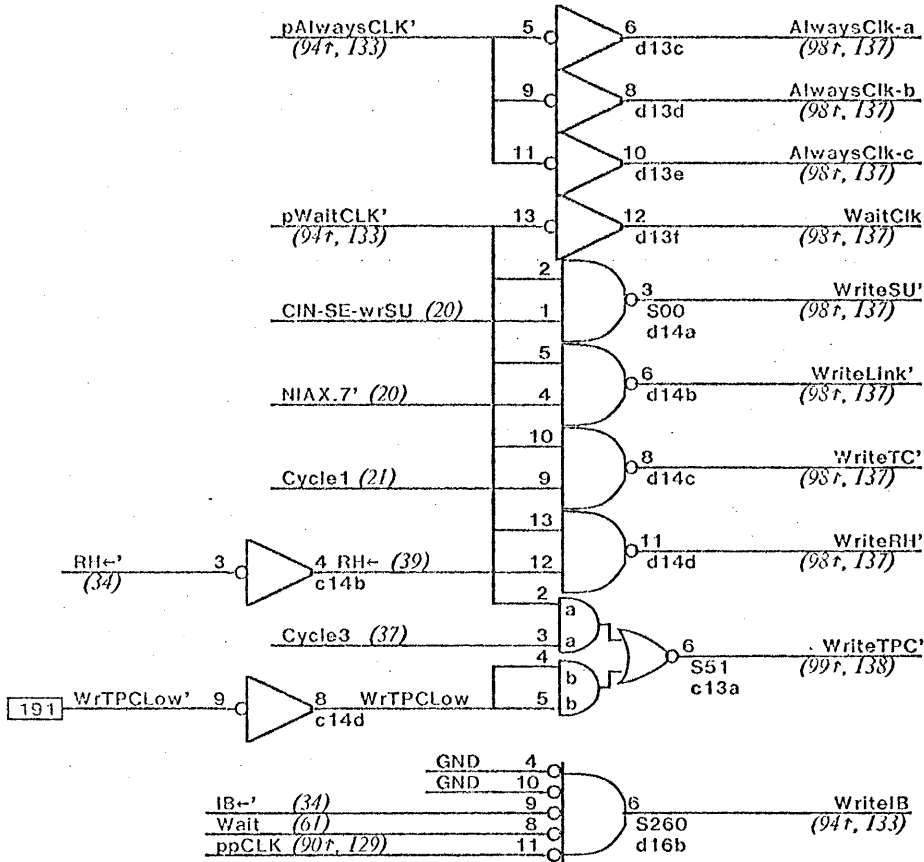 pAlwaysCLK' 5 6 AlwaysClk-a
(94↑, 133) d13c (98↑, 137)
9 8 AlwaysClk-b
d13d (98↑, 137)
11 10 AlwaysClk-c
d13e (98↑, 137)
pWaitCLK' 13 12 WaitClk
(94↑, 133) d13f (98↑, 137)
2 3 WriteSU'
CIN-SE-wrSU (20) 1 S00 (98↑, 137)
d14a
5 6 WriteLink'
NIAX.7' (20) 4 d14b (98↑, 137)
10 8 WriteTC'
Cycle1 (21) 9 d14c (98↑, 137)
13 11 WriteRH'
RH←' 3 4 RH← (39) 12 d14d (98↑, 137)
(34) c14b
2 a
Cycle3 (37) 3 a 6 WriteTPC'
4 b S51 (99↑, 138)
191 WrTPCLow' 9 8 WrTPCLow 5 b c13a
c14d
GND 4
GND 10
IB←' (34) 9 6 WriteIB
Wait (61) 8 S260 (94↑, 133)
ppCLK (90↑, 129) 11 d16b